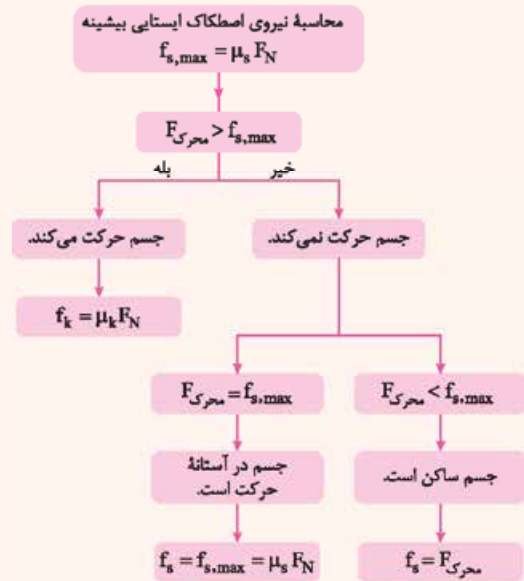 محاسبهٔ نیروی اصطکاک ایستایی بیشینه
f_s,max = μ_s F_N
F_محرک > f_s,max
بله
خیر
جسم حرکت می‌کند.
جسم حرکت نمی‌کند.
f_k = μ_k F_N
F_محرک = f_s,max
F_محرک < f_s,max
جسم در آستانهٔ
حرکت است.
جسم ساکن است.
f_s = f_s,max = μ_s F_N
f_s = F_محرک